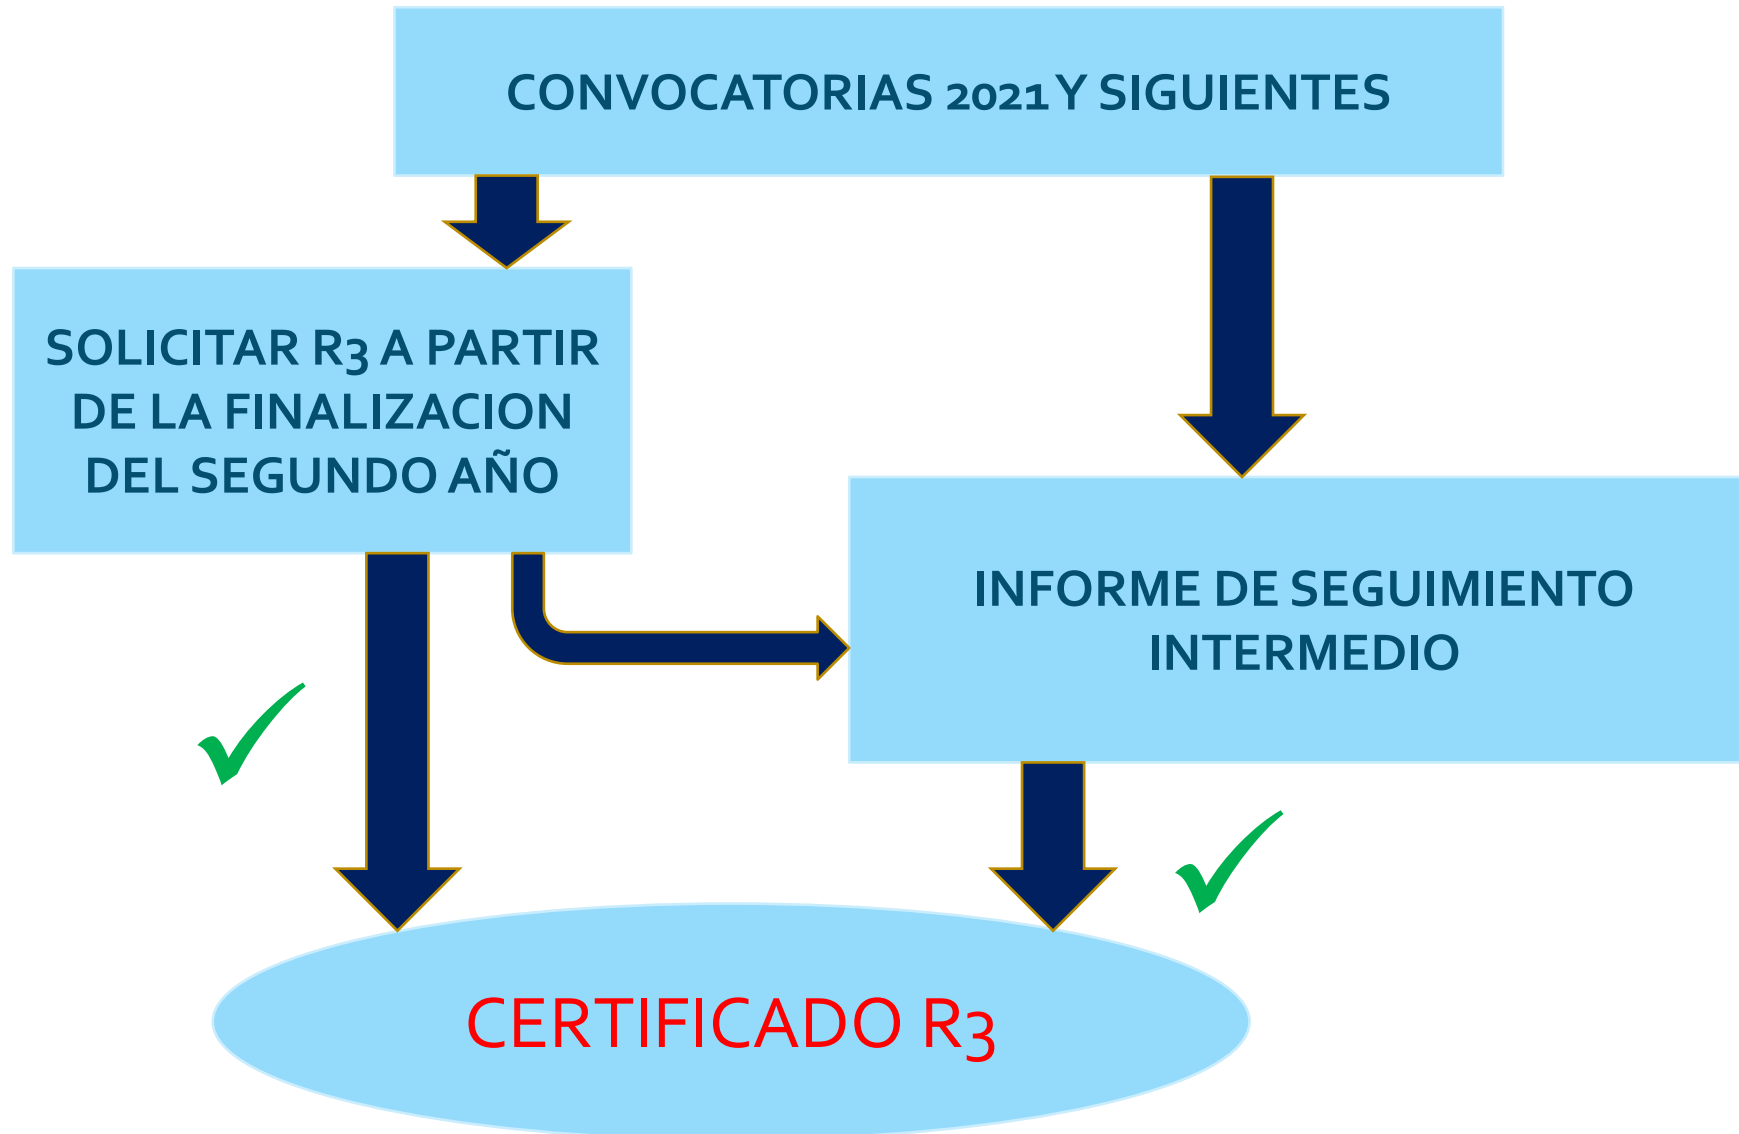 CONVOCATORIAS 2021 Y SIGUIENTES
SOLICITAR R3 A PARTIR
DE LA FINALIZACION
DEL SEGUNDO AÑO
INFORME DE SEGUIMIENTO
INTERMEDIO
CERTIFICADO R3